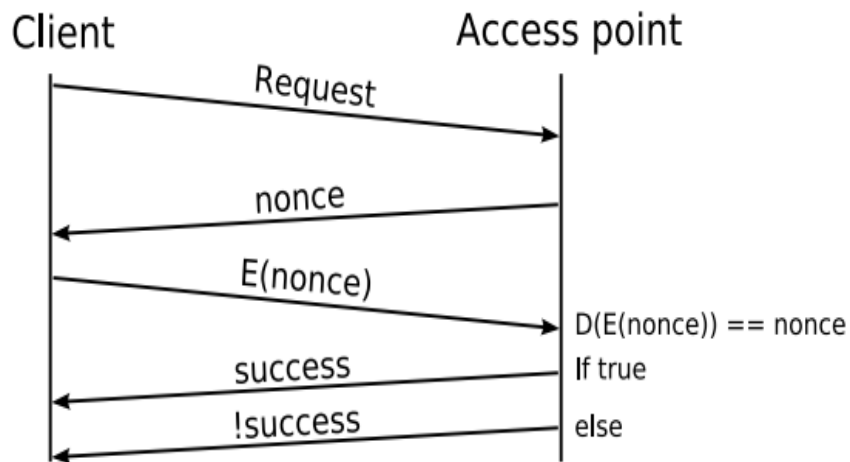 Client
Access point
Request
nonce
E(nonce)
D(E(nonce)) == nonce
success
If true
!success
else